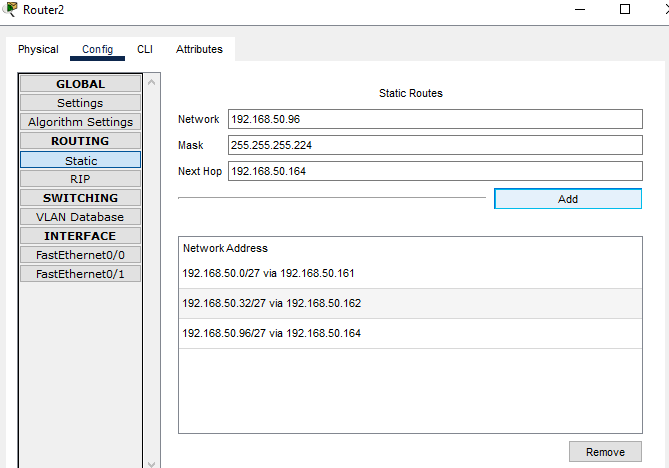 Router2
Physical Config CLI Attributes
GLOBAL
Settings
Algorithm Settings
ROUTING
Static
RIP
SWITCHING
VLAN Database
INTERFACE
FastEthernet0/0
FastEthernet0/1
Static Routes
Network 192.168.50.96
Mask 255.255.255.224
Next Hop 192.168.50.164
Add
Network Address
192.168.50.0/27 via 192.168.50.161
192.168.50.32/27 via 192.168.50.162
192.168.50.96/27 via 192.168.50.164
Remove